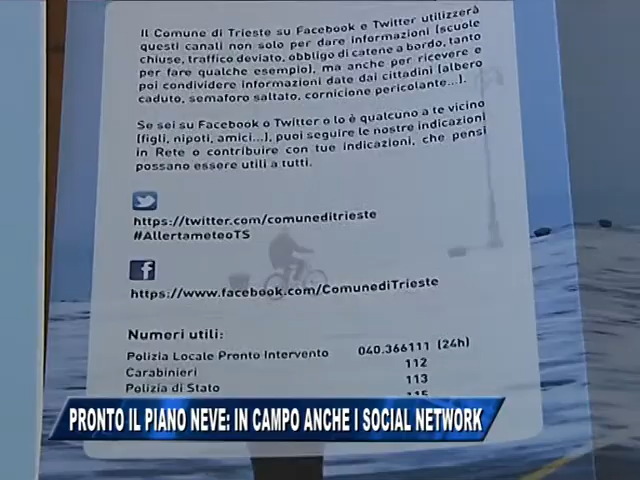 Il Comune di Trieste su Facebook e Twitter utilizzerà
questi canali non solo per dare informazioni (scuole
chiuse, traffico deviato, obbligo di catene a bordo, tanto
per fare qualche esempio), ma anche per ricevere e
poi condividere informazioni date dai cittadini (albero
caduto, semaforo saltato, cornicione pericolante...).
Se sei su Facebook o Twitter o lo è qualcuno a te vicino
(figli, nipoti, amici...), puoi seguire le nostre indicazioni
in Rete o contribuire con tue indicazioni, che pensi
possano essere utili a tutti.
https://twitter.com/comuneditrieste
#AllertameteoTS
f
https://www.facebook.com/ComunediTrieste
Numeri utili:
Polizia Locale Pronto Intervento 040.366111 (24h)
Carabinieri 112
Polizia di Stato 113
115
PRONTO IL PIANO NEVE: IN CAMPO ANCHE I SOCIAL NETWORK